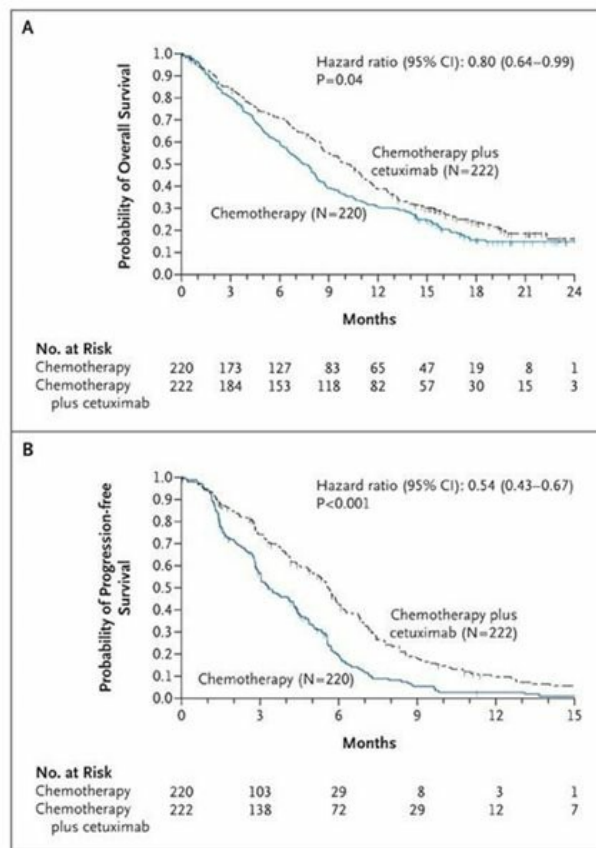 A
1.0
0.9
0.8
0.7
0.6
0.5
0.4
0.3
0.2
0.1
0.0
Probability of Overall Survival
Hazard ratio (95% CI): 0.80 (0.64–0.99)
P=0.04
Chemotherapy plus
cetuximab (N=222)
Chemotherapy (N=220)
0 3 6 9 12 15 18 21 24
Months
No. at Risk
Chemotherapy 220 173 127 83 65 47 19 8 1
Chemotherapy 222 184 153 118 82 57 30 15 3
plus cetuximab
B
1.0
0.9
0.8
0.7
0.6
0.5
0.4
0.3
0.2
0.1
0.0
Probability of Progression-free
Survival
Hazard ratio (95% CI): 0.54 (0.43–0.67)
P<0.001
Chemotherapy plus
cetuximab (N=222)
Chemotherapy (N=220)
0 3 6 9 12 15
Months
No. at Risk
Chemotherapy 220 103 29 8 3 1
Chemotherapy 222 138 72 29 12 7
plus cetuximab